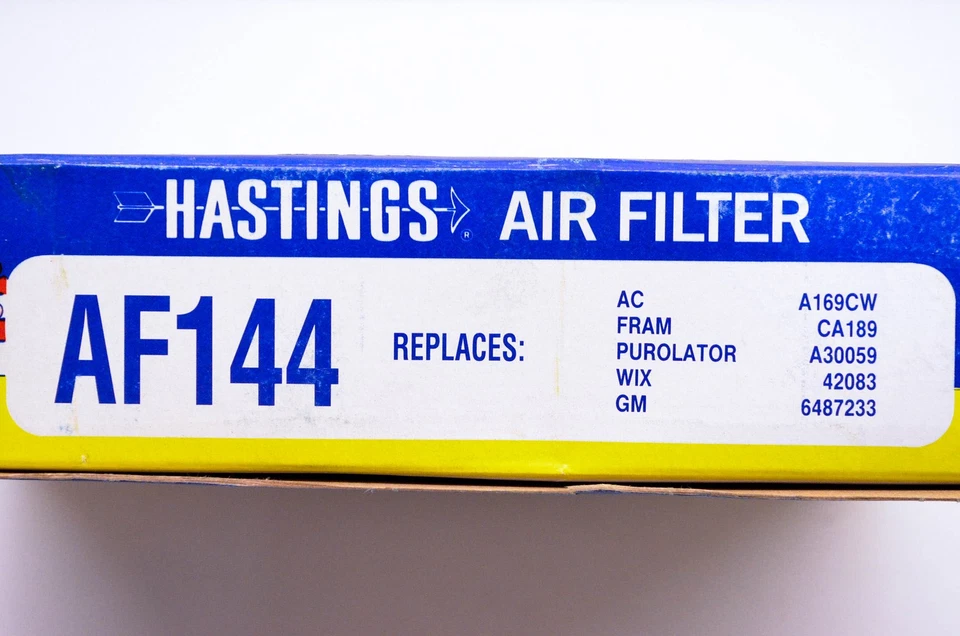 HASTINGS® AIR FILTER
AF144
REPLACES:
AC A169CW
FRAM CA189
PUROLATOR A30059
WIX 42083
GM 6487233